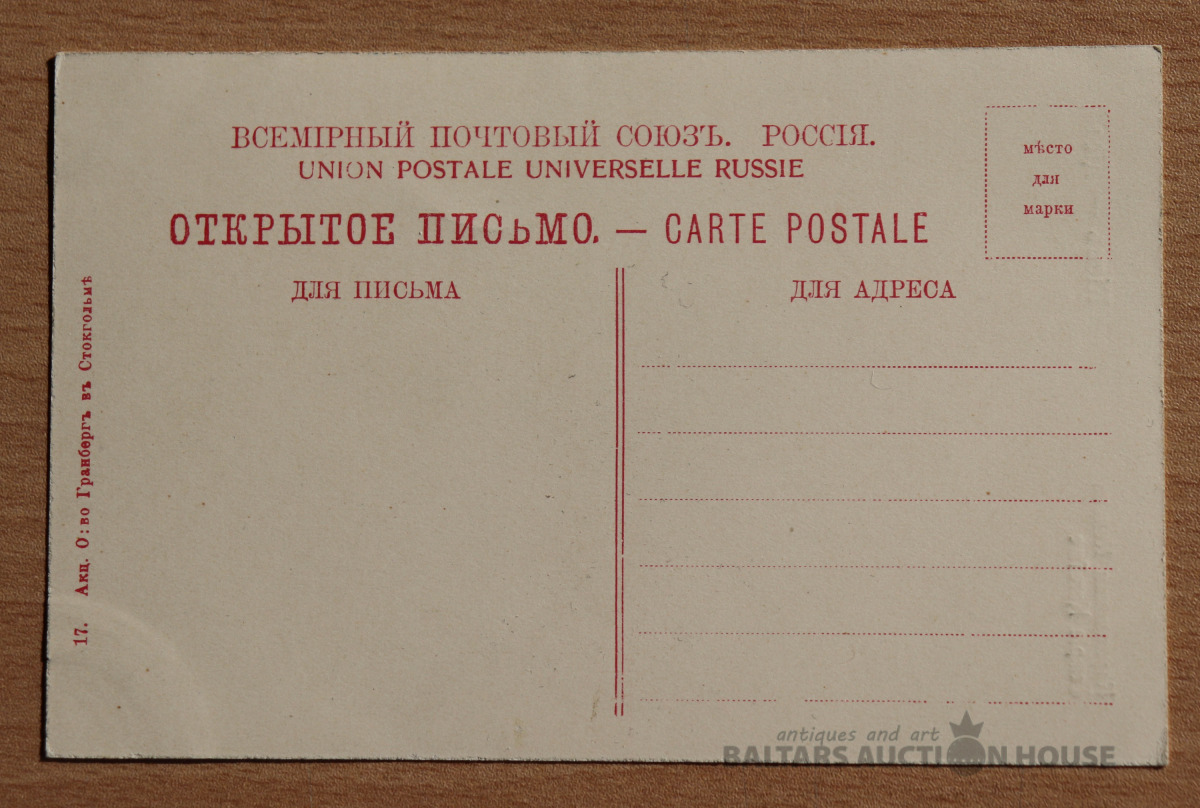 ВСЕМІРНЫЙ ПОЧТОВЫЙ СОЮЗЪ. РОССІЯ.
UNION POSTALE UNIVERSELLE RUSSIE
ОТКРЫТОЕ ПИСЬМО. — CARTE POSTALE
мѣсто
для
марки
ДЛЯ ПИСЬМА
ДЛЯ АДРЕСА
17. Акц. О:во Гранбергъ въ Стокгольмѣ
antiques and art
BALTARS AUCTION HOUSE